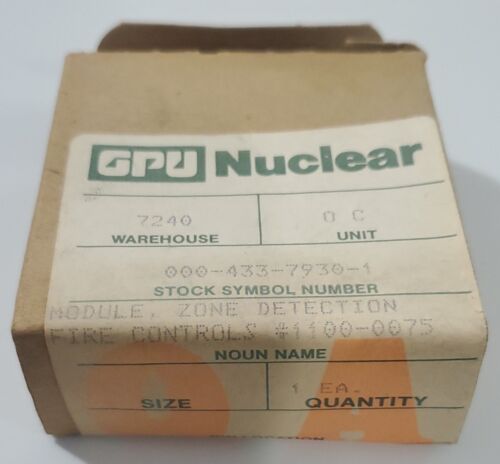 GPU Nuclear
7240 O C
WAREHOUSE UNIT
000-433-7930-1
STOCK SYMBOL NUMBER
MODULE, ZONE DETECTION
FIRE CONTROLS #1100-0075
NOUN NAME
1 EA.
SIZE QUANTITY